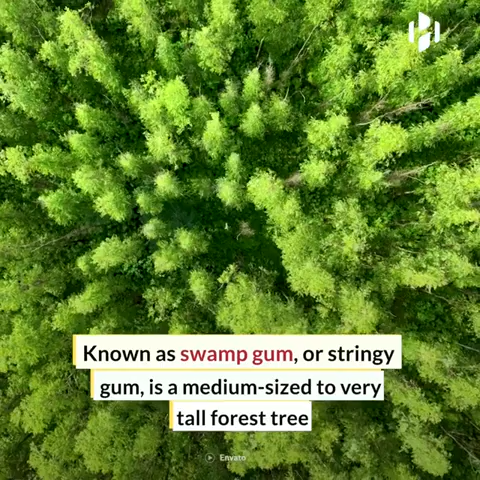 Known as swamp gum, or stringy
gum, is a medium-sized to very
tall forest tree
Envato